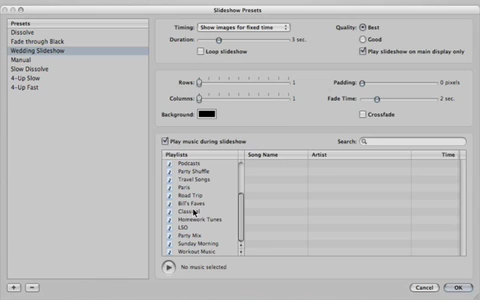 Slideshow Presets
Presets
Dissolve
Fade through Black
Wedding Slideshow
Manual
Slow Dissolve
4-Up Slow
4-Up Fast
Timing: Show images for fixed time
Quality: Best
Good
Duration: 3 sec.
Loop slideshow
Play slideshow on main display only
Rows: 1
Columns: 1
Background:
Padding: 0 pixels
Fade Time: 2 sec.
Crossfade
Play music during slideshow
Search:
Playlists Song Name Artist Time
Podcasts
Party Shuffle
Travel Songs
Paris
Road Trip
Bill's Faves
Classical
Homework Tunes
LSO
Party Mix
Sunday Morning
Workout Music
No music selected
+ −
Cancel OK